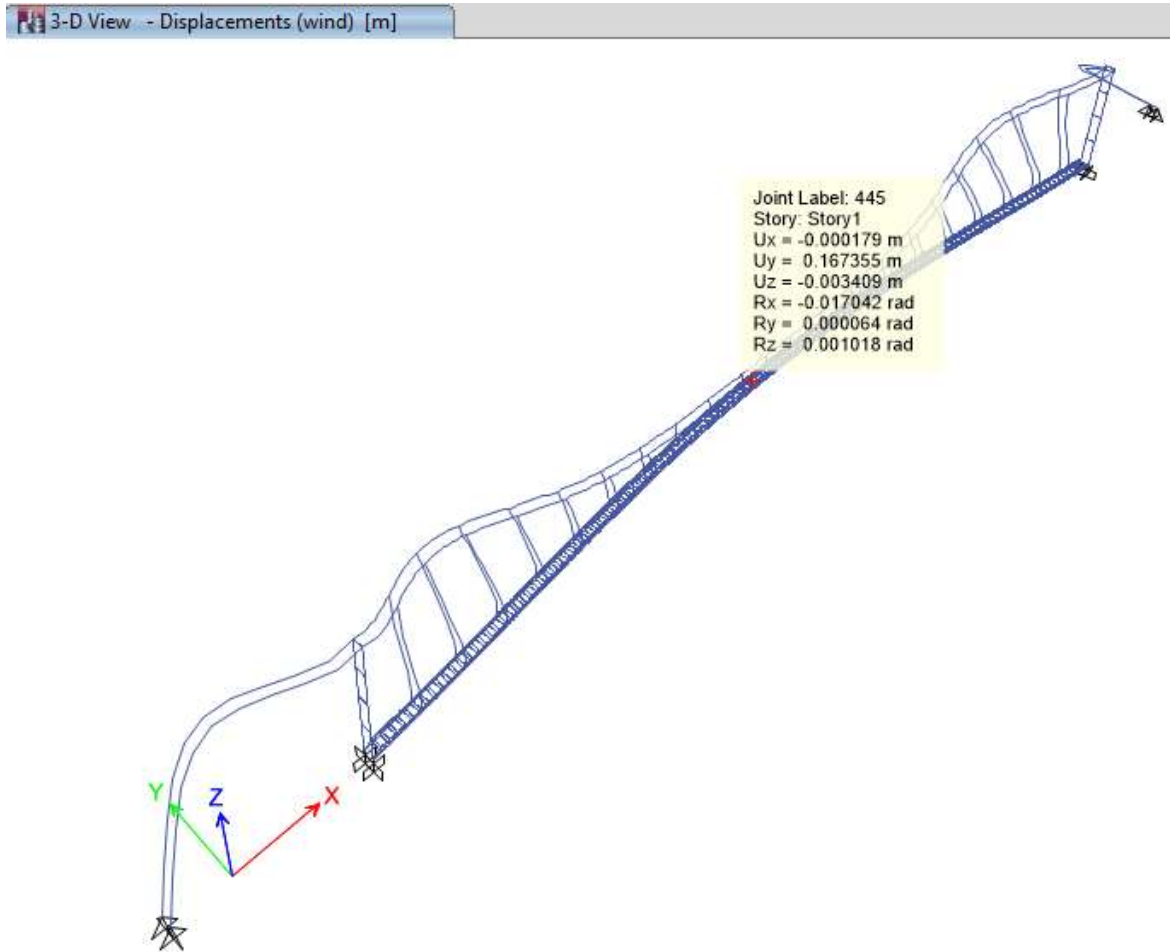 3-D View - Displacements (wind) [m]
Joint Label: 445
Story: Story1
Ux = -0.000179 m
Uy = 0.167355 m
Uz = -0.003409 m
Rx = -0.017042 rad
Ry = 0.000064 rad
Rz = 0.001018 rad
Y Z X